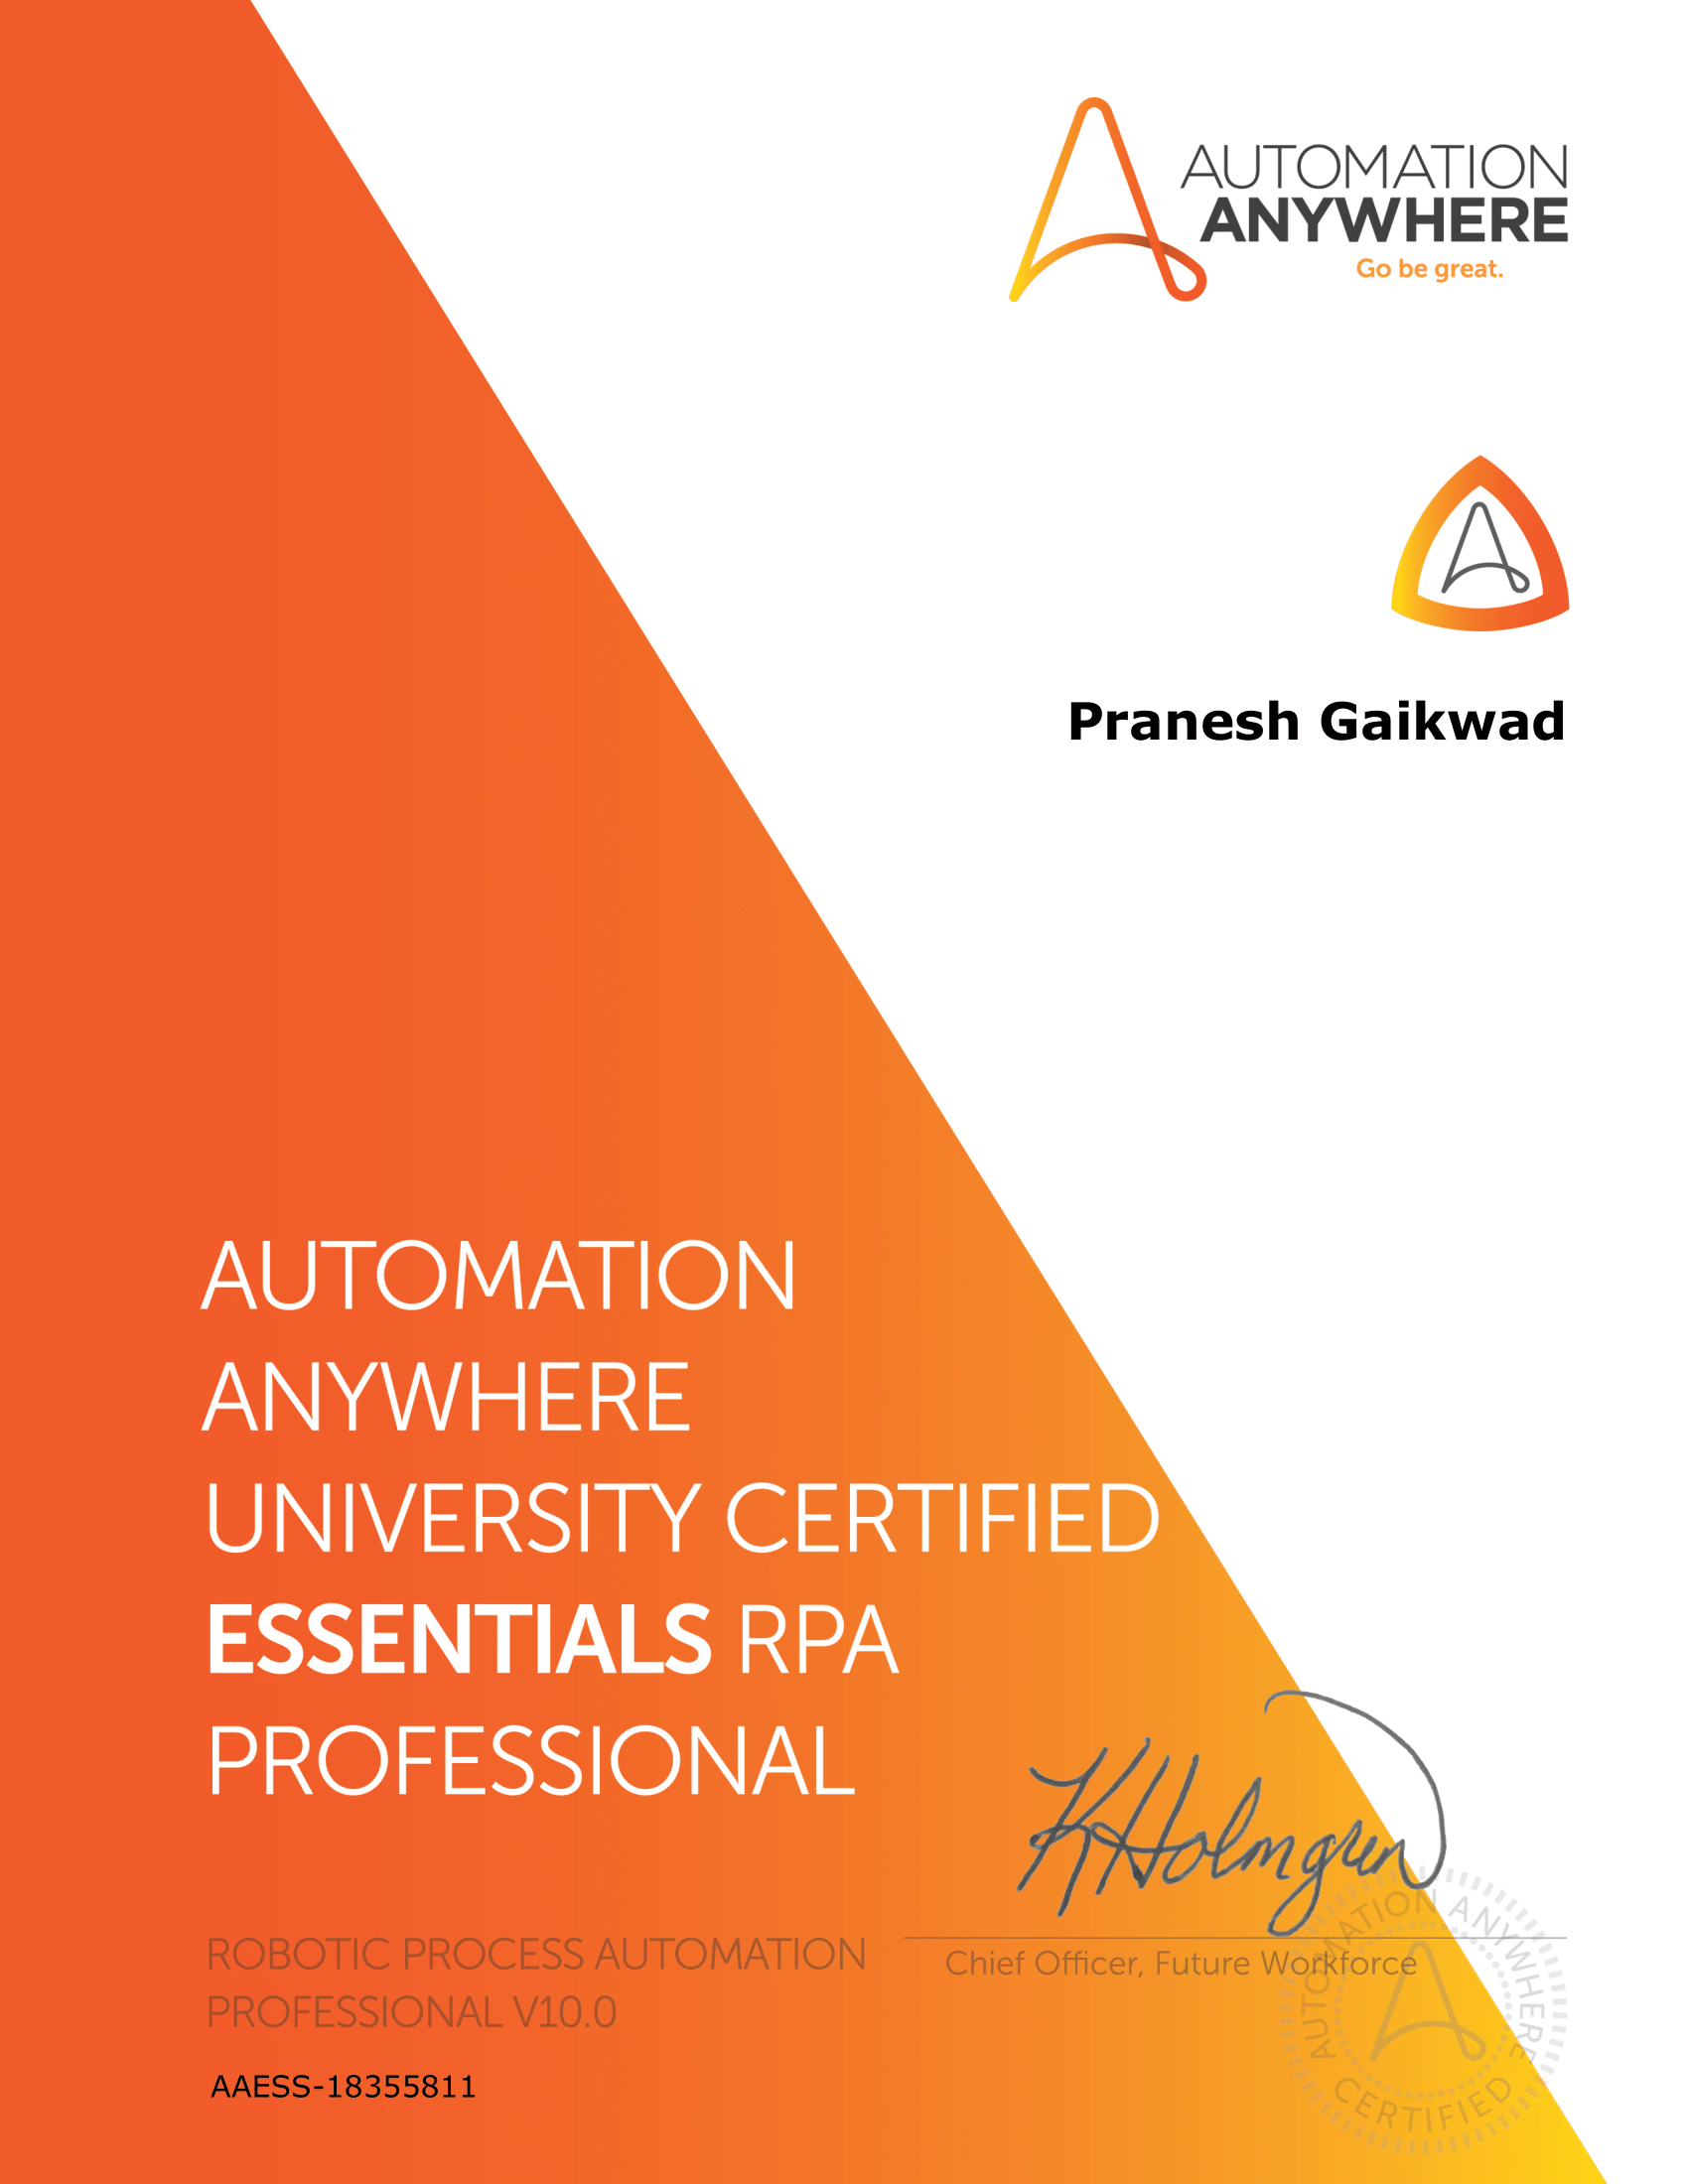 AUTOMATION
ANYWHERE
Go be great.
Pranesh Gaikwad
AUTOMATION
ANYWHERE
UNIVERSITY CERTIFIED
ESSENTIALS RPA
PROFESSIONAL
KHolmgren
Chief Officer, Future Workforce
ROBOTIC PROCESS AUTOMATION
PROFESSIONAL V10.0
AAESS-18355811
AUTOMATION ANYWHERE
CERTIFIED